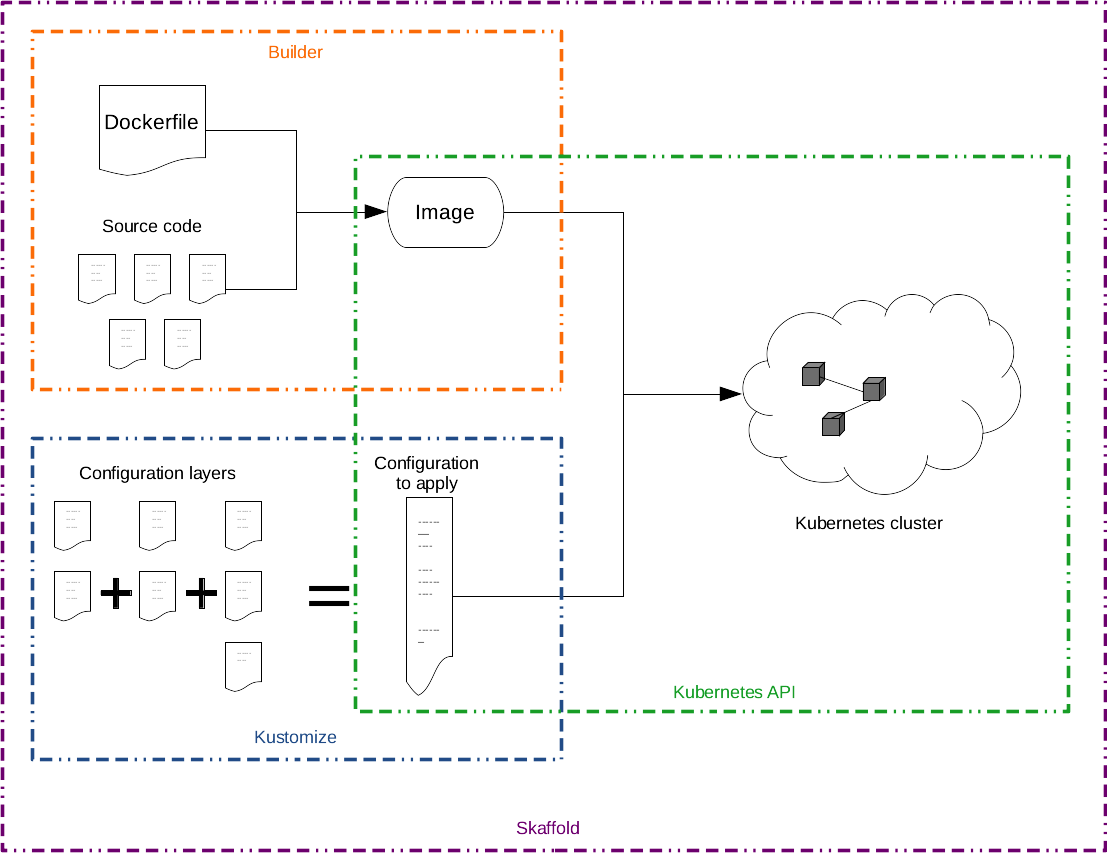 Builder
Dockerfile
Image
Source code
Configuration layers
Configuration
to apply
Kubernetes cluster
Kubernetes API
Kustomize
Skaffold